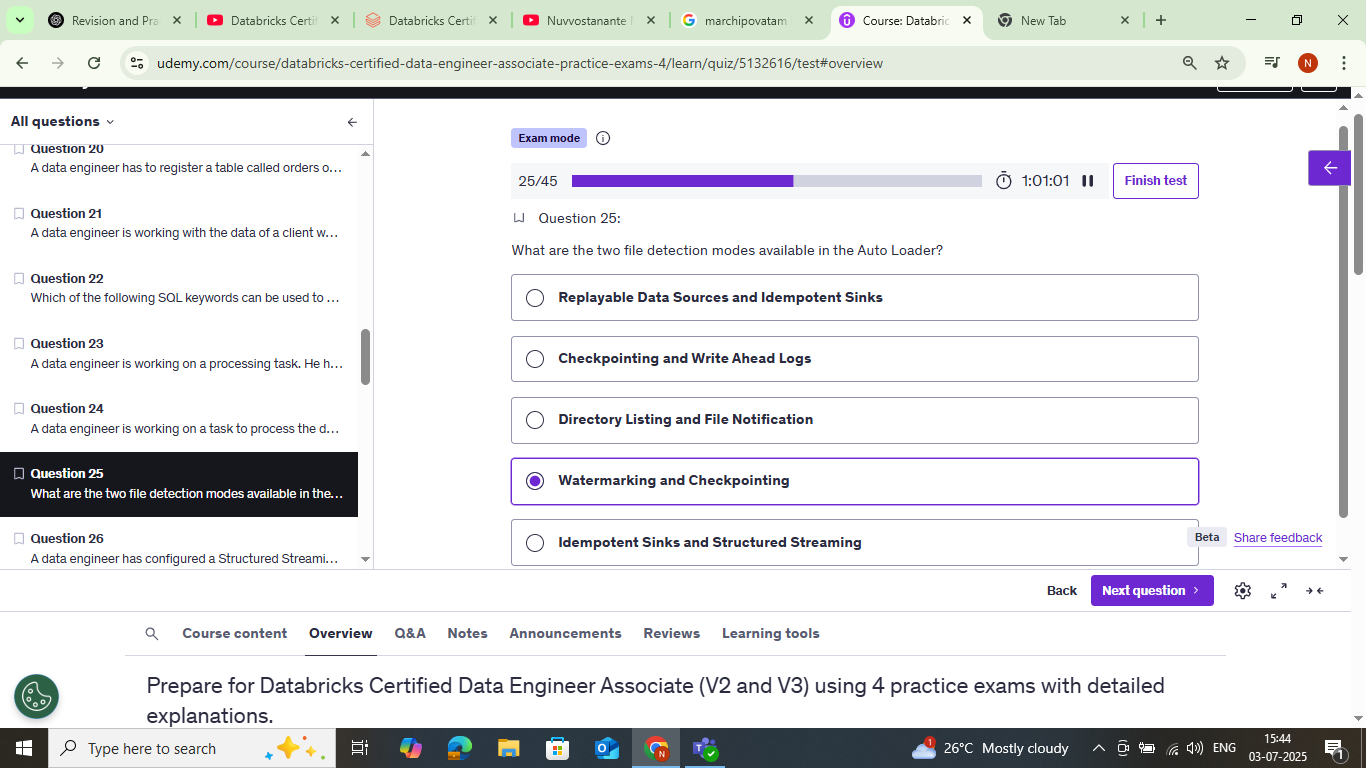 Revision and Pra
Databricks Certif
Databricks Certif
Nuvvostanante
marchipovatam
Course: Databric
New Tab
udemy.com/course/databricks-certified-data-engineer-associate-practice-exams-4/learn/quiz/5132616/test#overview
N
All questions
Question 20
A data engineer has to register a table called orders o...
Question 21
A data engineer is working with the data of a client w...
Question 22
Which of the following SQL keywords can be used to ...
Question 23
A data engineer is working on a processing task. He h...
Question 24
A data engineer is working on a task to process the d...
Question 25
What are the two file detection modes available in the...
Question 26
A data engineer has configured a Structured Streami...
Exam mode
25/45
1:01:01
Finish test
Question 25:
What are the two file detection modes available in the Auto Loader?
Replayable Data Sources and Idempotent Sinks
Checkpointing and Write Ahead Logs
Directory Listing and File Notification
Watermarking and Checkpointing
Idempotent Sinks and Structured Streaming
Beta
Share feedback
Back
Next question
Course content
Overview
Q&A
Notes
Announcements
Reviews
Learning tools
Prepare for Databricks Certified Data Engineer Associate (V2 and V3) using 4 practice exams with detailed
explanations.
Type here to search
1
26°C Mostly cloudy
ENG
15:44
03-07-2025
1